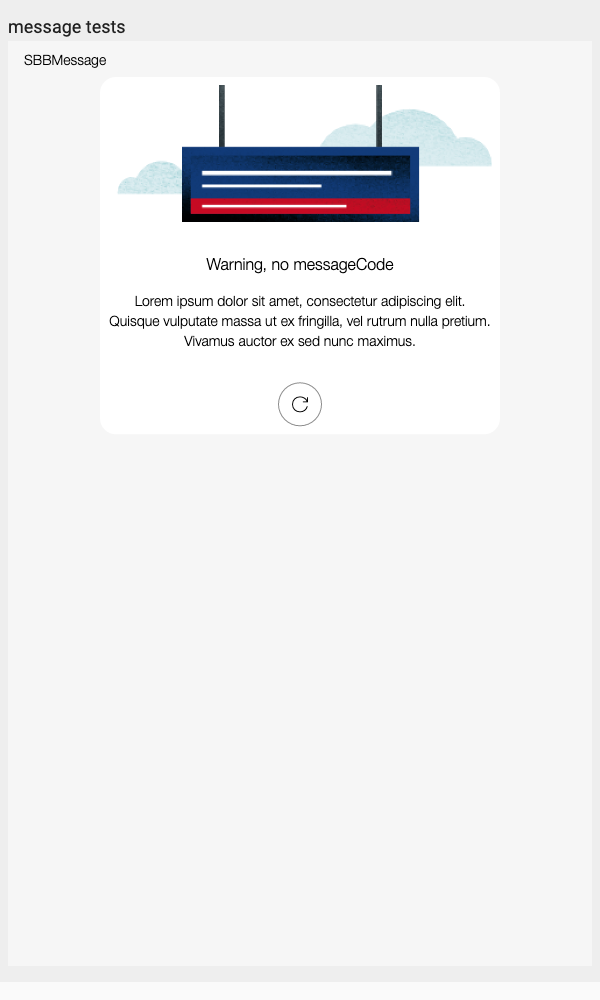 message tests
SBBMessage
Warning, no messageCode
Lorem ipsum dolor sit amet, consectetur adipiscing elit.
Quisque vulputate massa ut ex fringilla, vel rutrum nulla pretium.
Vivamus auctor ex sed nunc maximus.